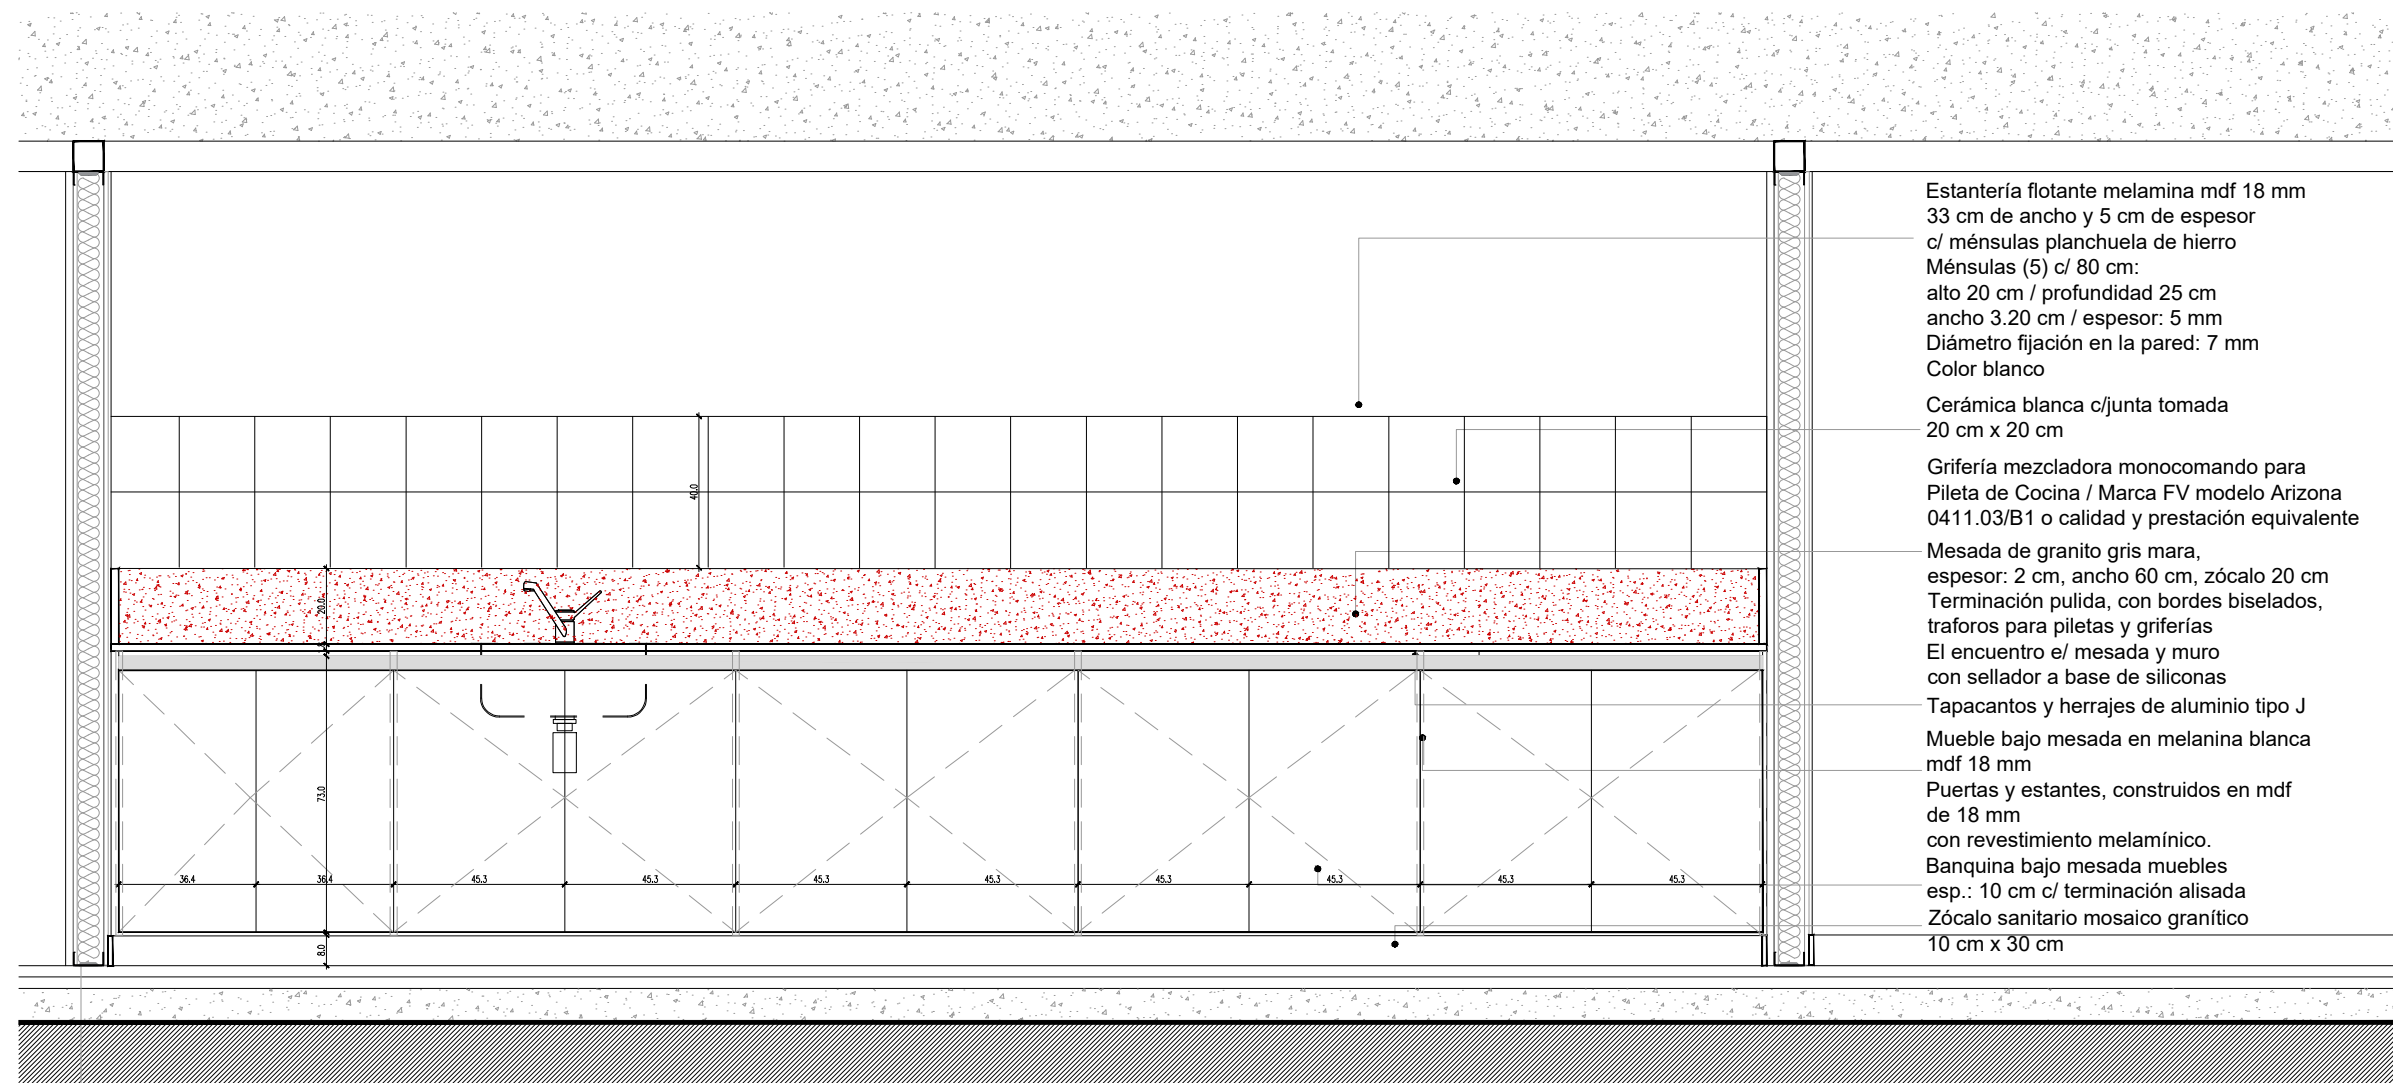 Estantería flotante melamina mdf 18 mm
33 cm de ancho y 5 cm de espesor
c/ ménsulas planchuela de hierro
Ménsulas (5) c/ 80 cm:
alto 20 cm / profundidad 25 cm
ancho 3.20 cm / espesor: 5 mm
Diámetro fijación en la pared: 7 mm
Color blanco
Cerámica blanca c/junta tomada
20 cm x 20 cm
Grifería mezcladora monocomando para
Pileta de Cocina / Marca FV modelo Arizona
0411.03/B1 o calidad y prestación equivalente
Mesada de granito gris mara,
espesor: 2 cm, ancho 60 cm, zócalo 20 cm
Terminación pulida, con bordes biselados,
traforos para piletas y griferías
El encuentro e/ mesada y muro
con sellador a base de siliconas
Tapacantos y herrajes de aluminio tipo J
Mueble bajo mesada en melanina blanca
mdf 18 mm
Puertas y estantes, construidos en mdf
de 18 mm
con revestimiento melamínico.
Banquina bajo mesada muebles
esp.: 10 cm c/ terminación alisada
Zócalo sanitario mosaico granítico
10 cm x 30 cm
40.0
20.0
73.0
36.4 36.4 45.3 45.3 45.3 45.3 45.3 45.3 45.3 45.3
8.0